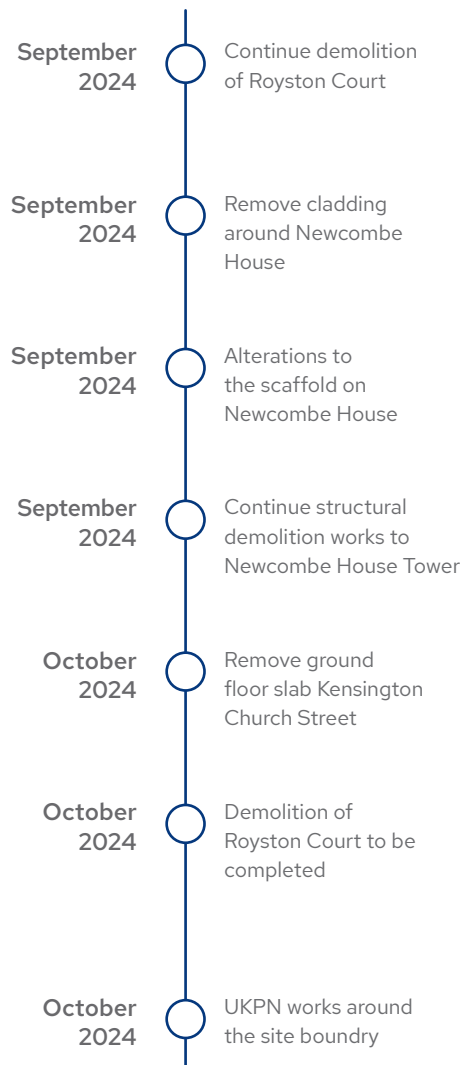 September
2024
Continue demolition
of Royston Court
September
2024
Remove cladding
around Newcombe
House
September
2024
Alterations to
the scaffold on
Newcombe House
September
2024
Continue structural
demolition works to
Newcombe House Tower
October
2024
Remove ground
floor slab Kensington
Church Street
October
2024
Demolition of
Royston Court to be
completed
October
2024
UKPN works around
the site boundry